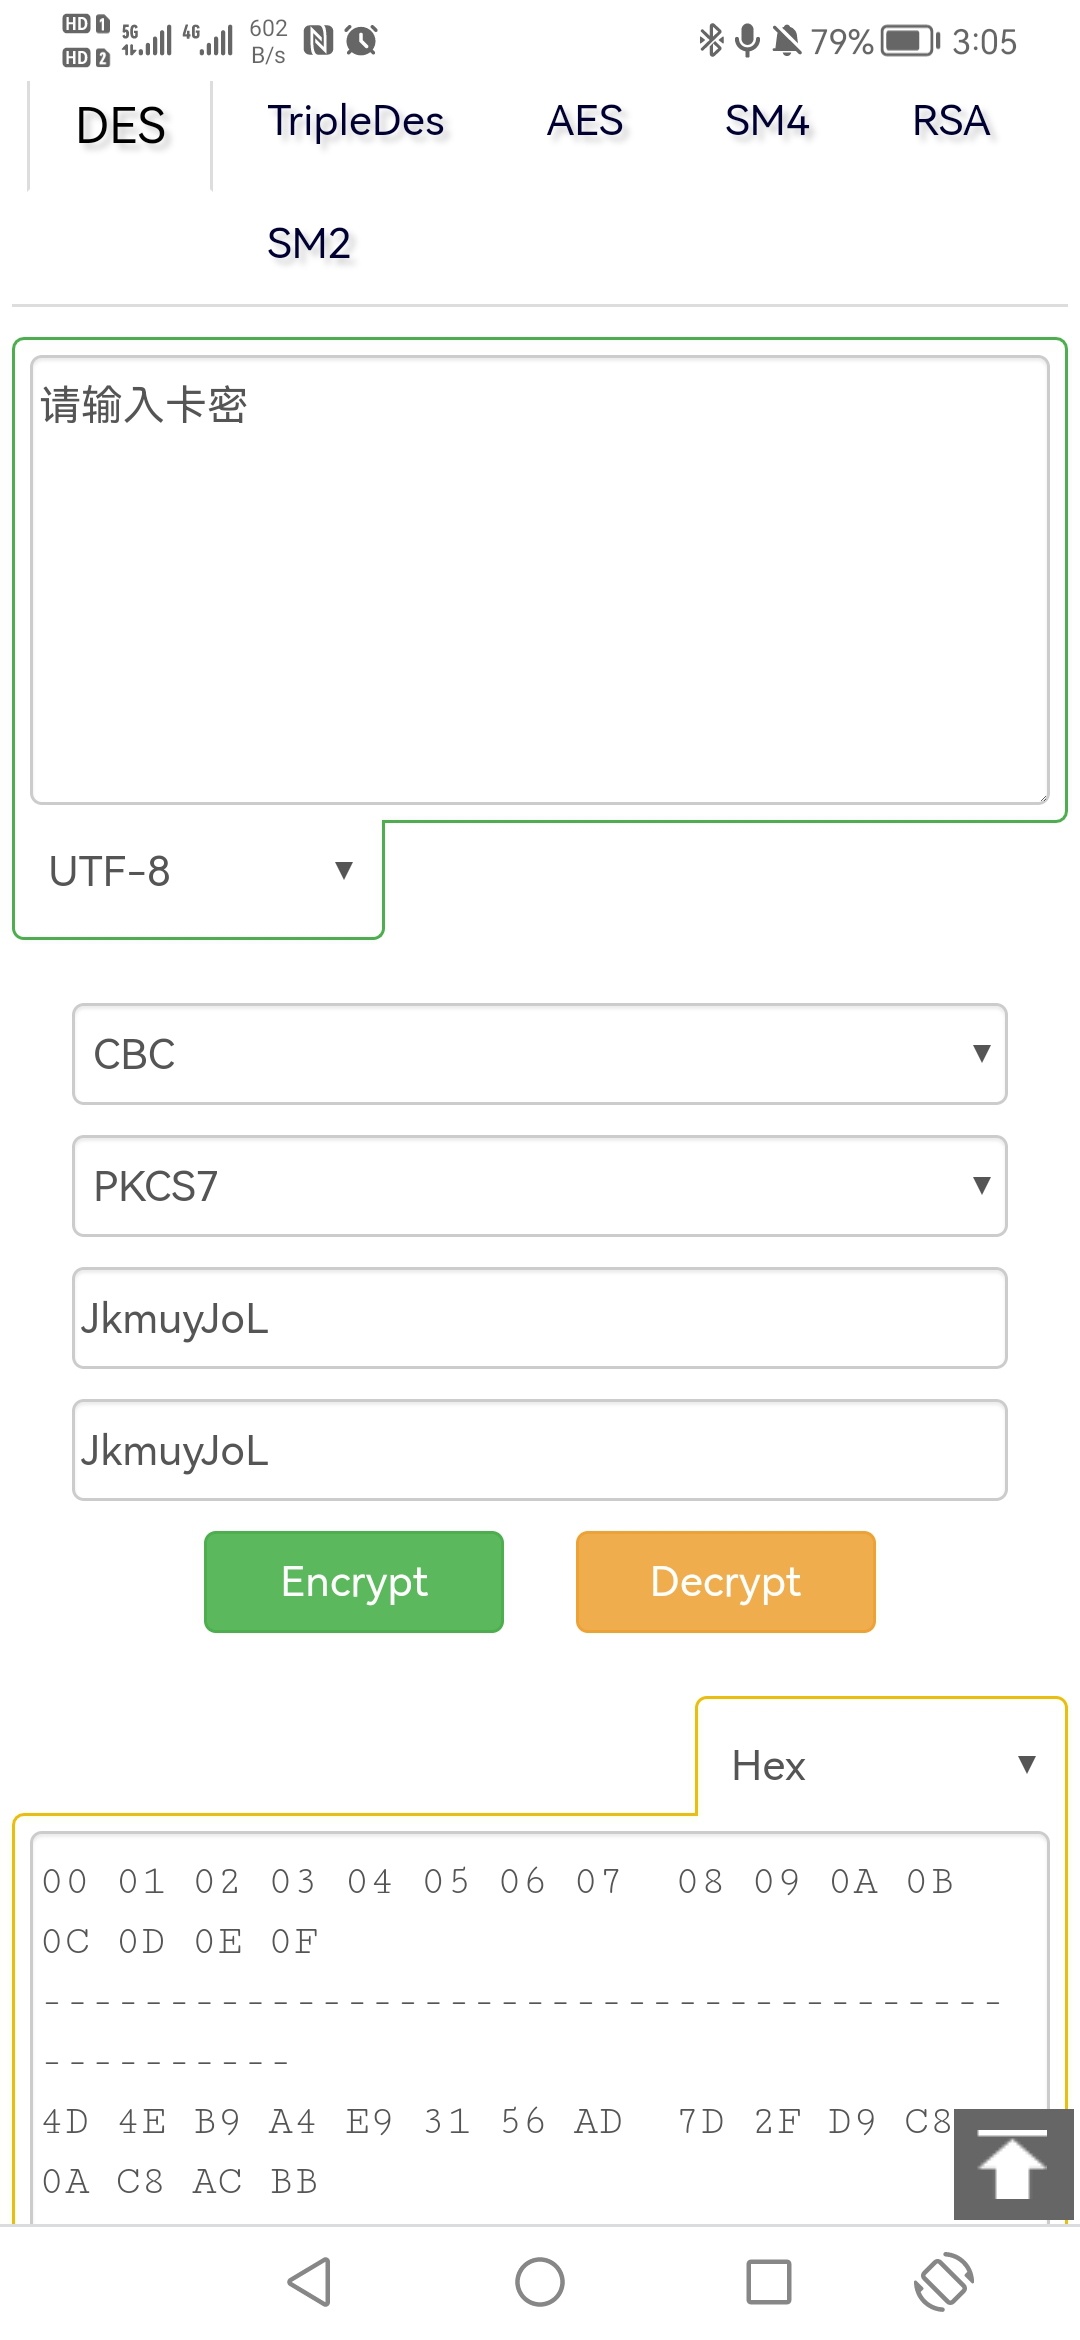 HD 1 5G 4G 602 79% 3:05
HD 2 B/s
DES TripleDes AES SM4 RSA
SM2
请输入卡密
UTF-8 ▼
CBC ▼
PKCS7 ▼
JkmuyJoL
JkmuyJoL
Encrypt Decrypt
Hex ▼
00 01 02 03 04 05 06 07  08 09 0A 0B
0C 0D 0E 0F
--------------------------------------
----------
4D 4E B9 A4 E9 31 56 AD  7D 2F D9 C8
0A C8 AC BB